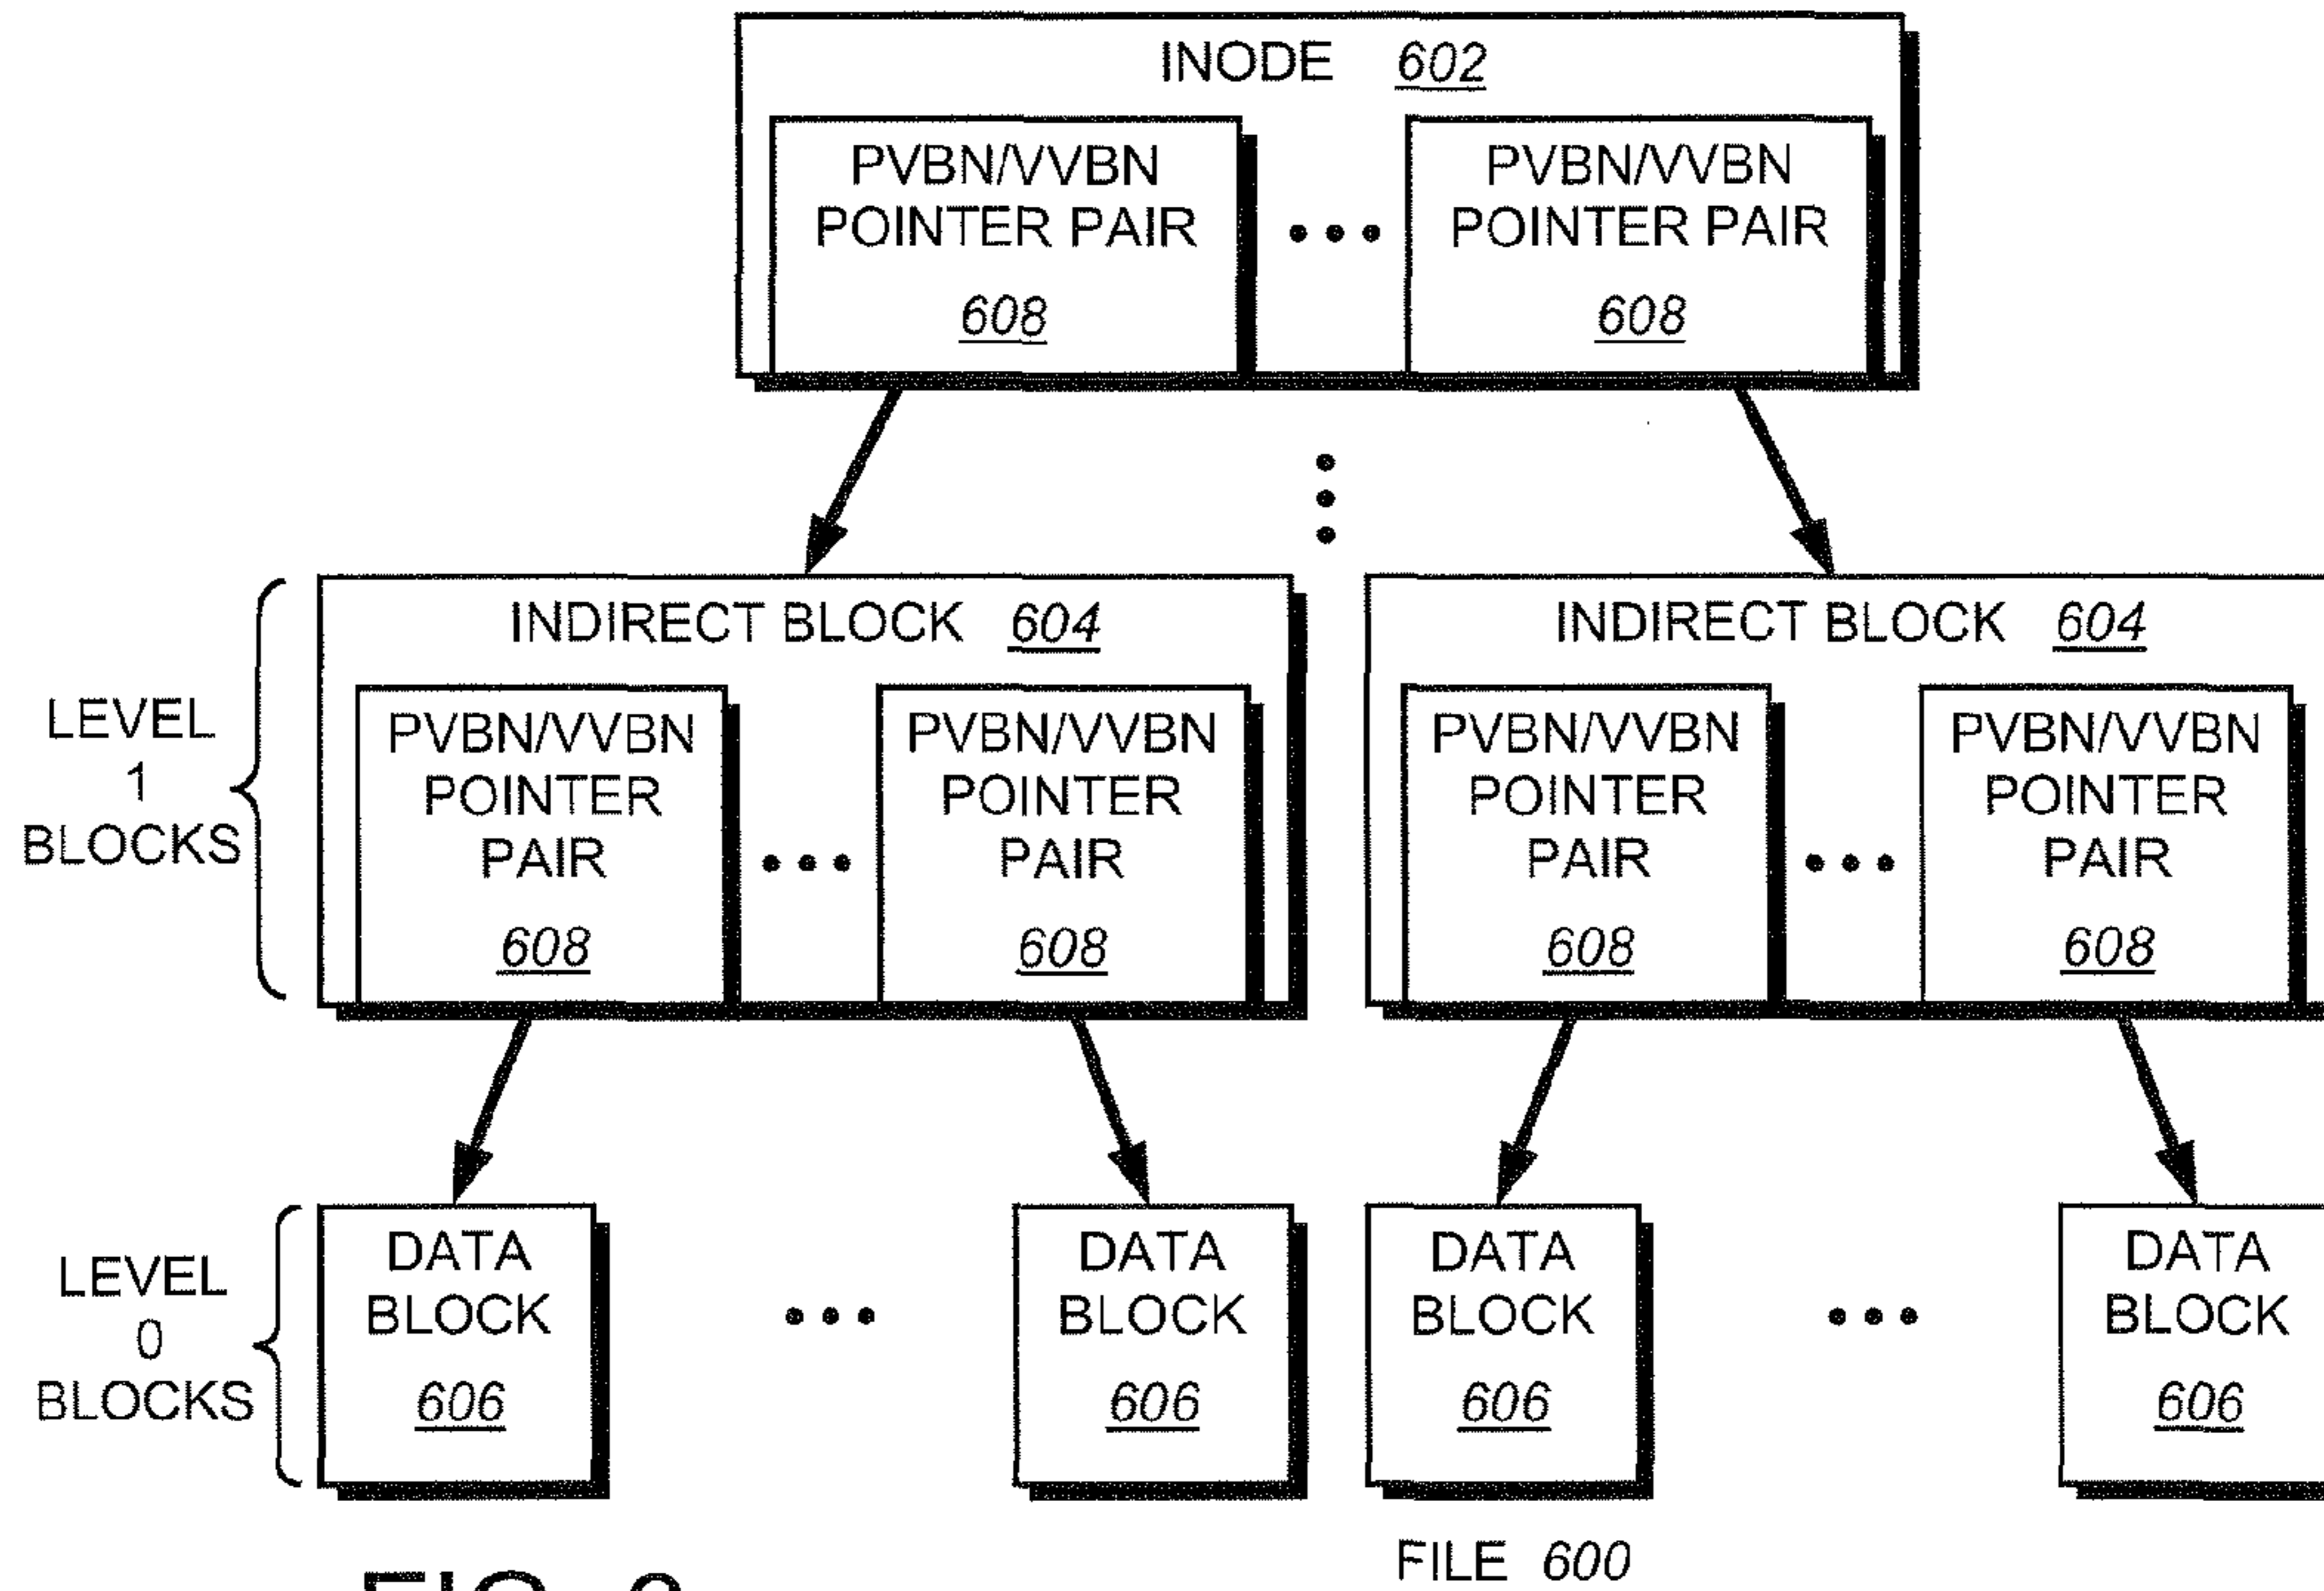 INODE 602
PVBN/VVBN
POINTER PAIR
608
PVBN/VVBN
POINTER PAIR
608
LEVEL
1
BLOCKS
INDIRECT BLOCK 604
PVBN/VVBN
POINTER
PAIR
608
PVBN/VVBN
POINTER
PAIR
608
INDIRECT BLOCK 604
PVBN/VVBN
POINTER
PAIR
608
PVBN/VVBN
POINTER
PAIR
608
LEVEL
0
BLOCKS
DATA
BLOCK
606
DATA
BLOCK
606
DATA
BLOCK
606
DATA
BLOCK
606
FILE 600
FIG.